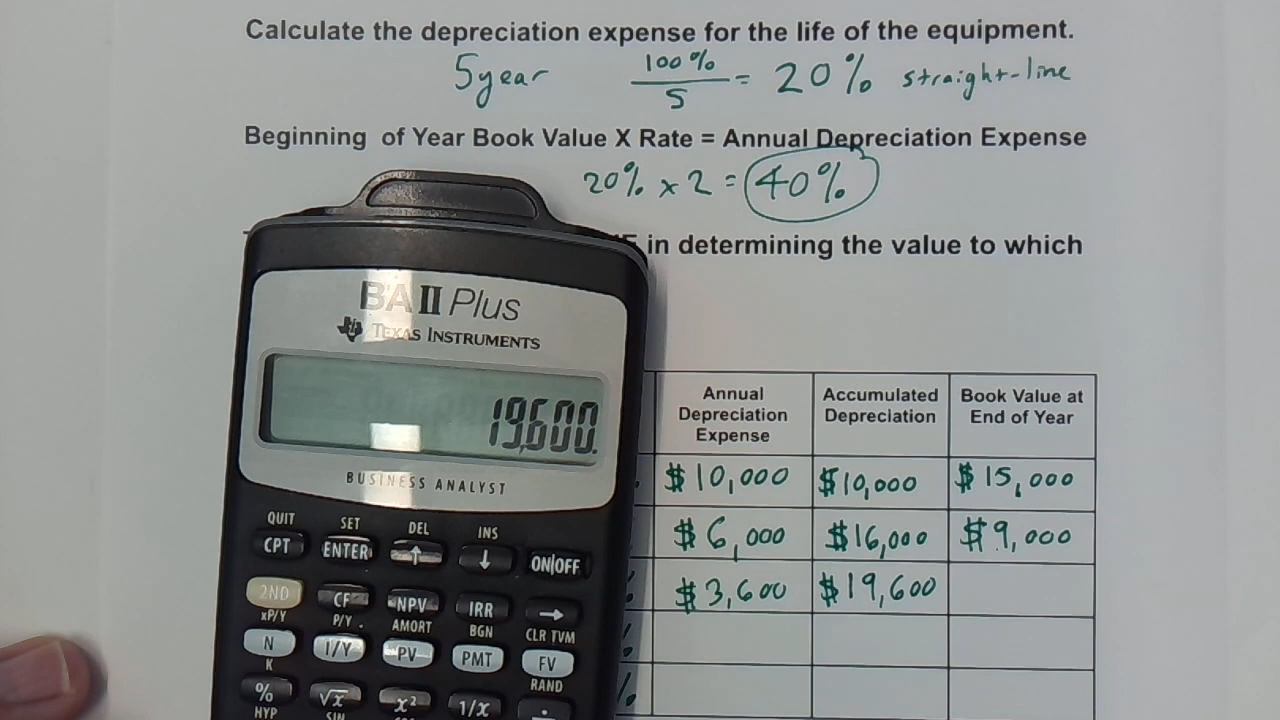 Calculate the depreciation expense for the life of the equipment.
5 year 100% / 5 = 20% straight-line
Beginning of Year Book Value X Rate = Annual Depreciation Expense
20% x 2 = 40%
in determining the value to which
BA II Plus
TEXAS INSTRUMENTS
19,600.
BUSINESS ANALYST
QUIT SET DEL INS
CPT ENTER ↑ ↓ ON|OFF
2ND CF NPV IRR →
xP/Y P/Y AMORT BGN CLR TVM
N I/Y PV PMT FV
K RAND
% √x x² 1/x ÷
HYP SIN
Annual Depreciation Expense Accumulated Depreciation Book Value at End of Year
$10,000 $10,000 $15,000
$6,000 $16,000 $9,000
$3,600 $19,600